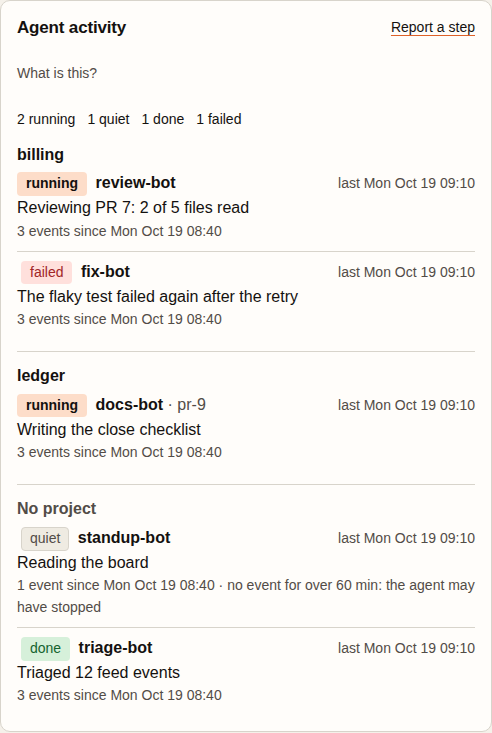 Agent activity
Report a step
What is this?
2 running 1 quiet 1 done 1 failed
billing
running review-bot last Mon Oct 19 09:10
Reviewing PR 7: 2 of 5 files read
3 events since Mon Oct 19 08:40
failed fix-bot last Mon Oct 19 09:10
The flaky test failed again after the retry
3 events since Mon Oct 19 08:40
ledger
running docs-bot · pr-9 last Mon Oct 19 09:10
Writing the close checklist
3 events since Mon Oct 19 08:40
No project
quiet standup-bot last Mon Oct 19 09:10
Reading the board
1 event since Mon Oct 19 08:40 · no event for over 60 min: the agent may
have stopped
done triage-bot last Mon Oct 19 09:10
Triaged 12 feed events
3 events since Mon Oct 19 08:40